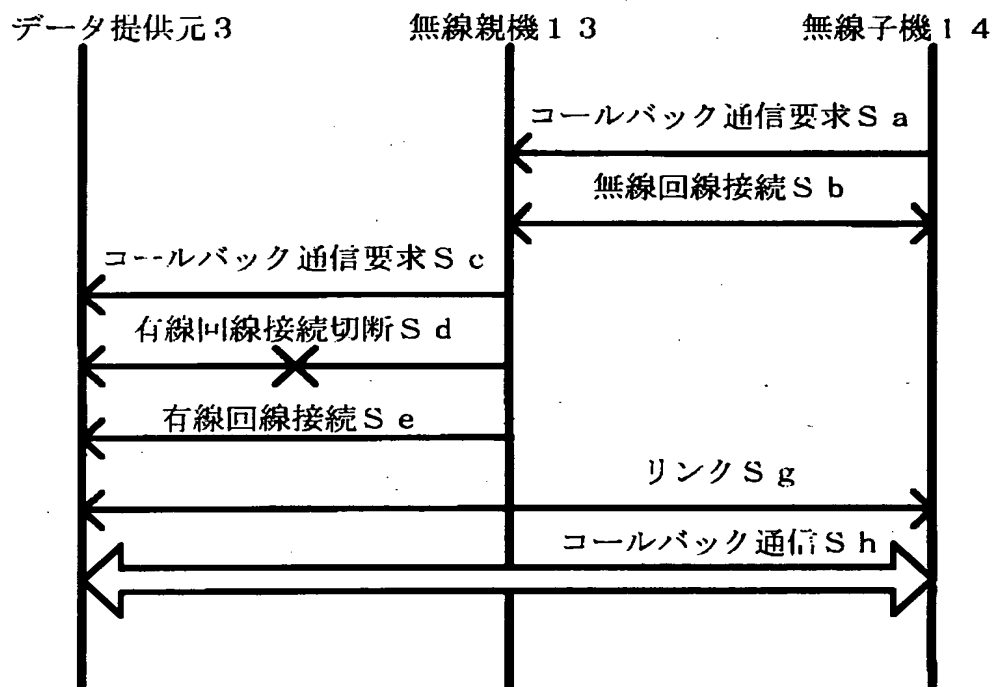 データ提供元3
無線親機13
無線子機14
コールバック通信要求Sa
無線回線接続Sb
コールバック通信要求Sc
有線回線接続切断Sd
有線回線接続Se
リンクSg
コールバック通信Sh